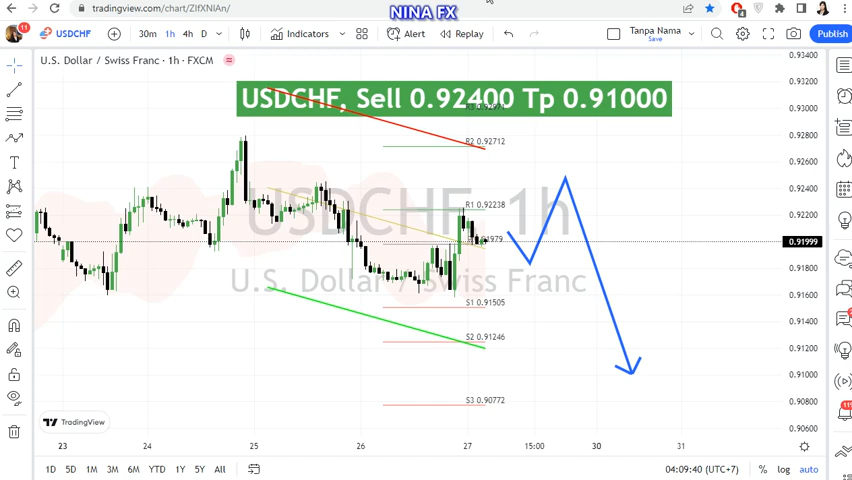 tradingview.com/chart/ZIfXNIAn/
NINA FX
11
USDCHF
30m 1h 4h D
Indicators
Alert
Replay
Tanpa Nama
Save
Publish
U.S. Dollar / Swiss Franc · 1h · FXCM
USDCHF, Sell 0.92400 Tp 0.91000
R2 0.92712
R1 0.92238
S1 0.91505
S2 0.91246
S3 0.90772
USDCHF, 1h
U.S. Dollar / Swiss Franc
0.93400
0.93200
0.93000
0.92800
0.92600
0.92400
0.92200
0.91999
0.91800
0.91600
0.91400
0.91200
0.91000
0.90800
0.90600
TradingView
23 24 25 26 27 15:00 30 31
1D 5D 1M 3M 6M YTD 1Y 5Y All
04:09:40 (UTC+7)
% log auto